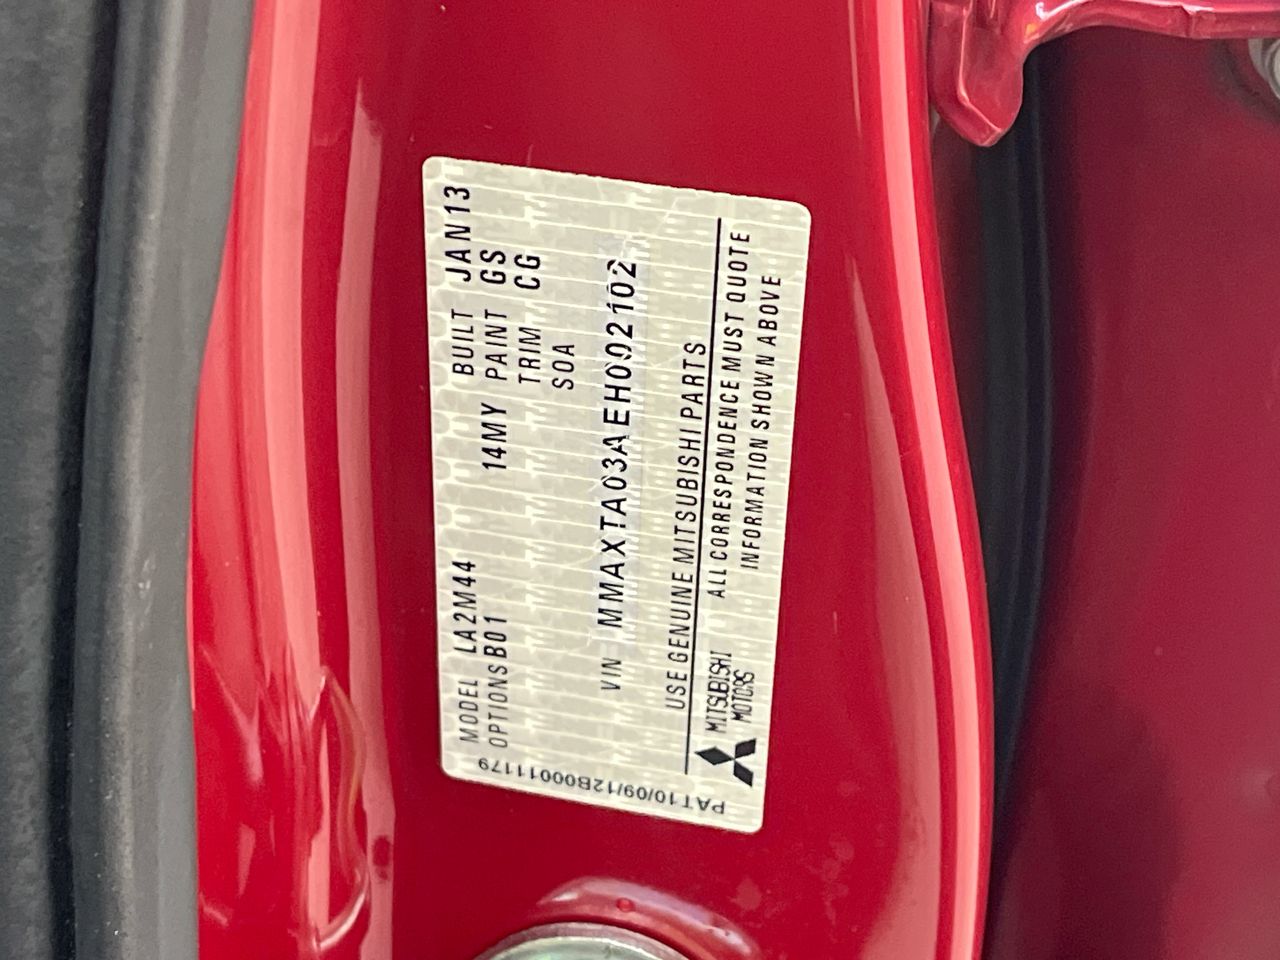 MODEL LA2M44 BUILT JAN13
OPTIONS B01 14MY PAINT GS
TRIM CG
SOA
VIN MMAXTA03AEH002102
USE GENUINE MITSUBISHI PARTS
MITSUBISHI MOTORS
ALL CORRESPONDENCE MUST QUOTE
INFORMATION SHOWN ABOVE
PAT10/09/12B00011179